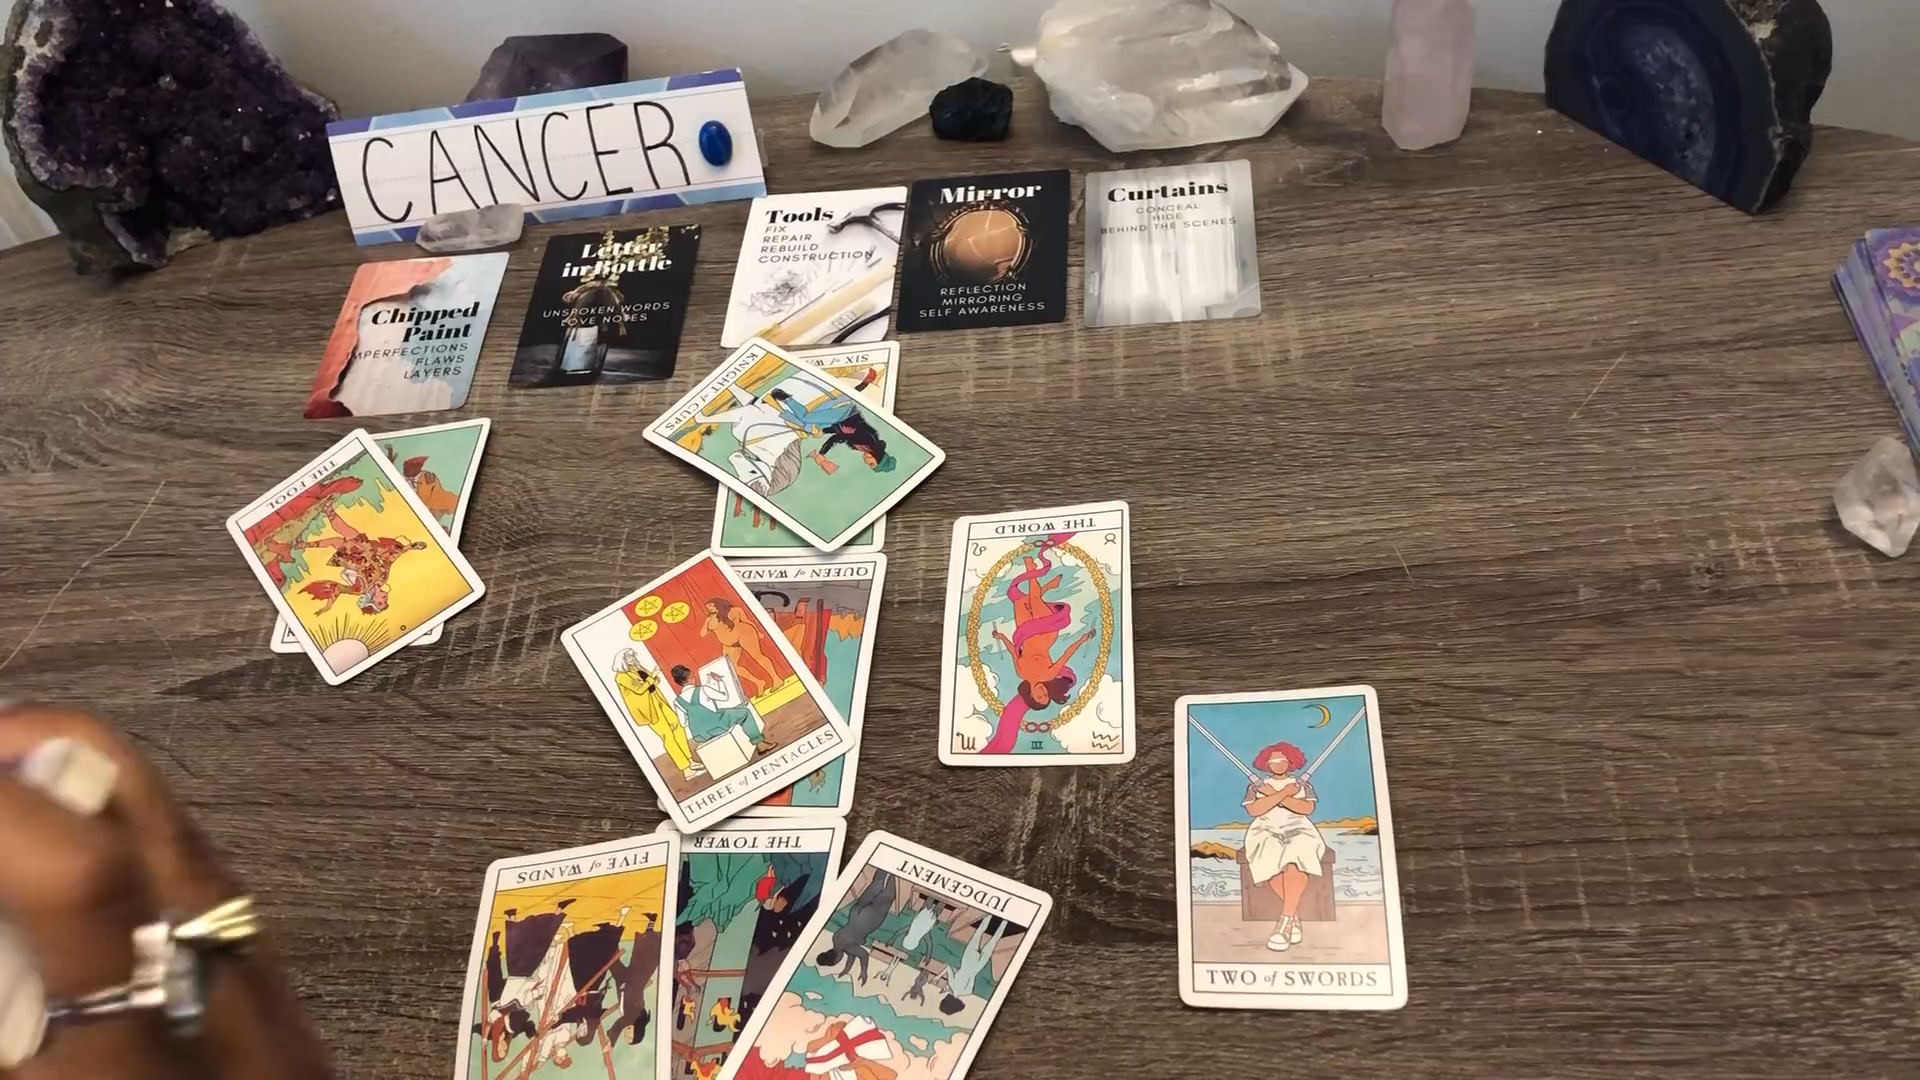 CANCER
Chipped
Paint
IMPERFECTIONS
FLAWS
LAYERS
Letter
in Bottle
UNSPOKEN WORDS
LOVE NOTES
Tools
FIX
REPAIR
REBUILD
CONSTRUCTION
Mirror
REFLECTION
MIRRORING
SELF AWARENESS
Curtains
CONCEAL
HIDE
BEHIND THE SCENES
KNIGHT of CUPS
SIX of WA
THE FOOL
THE WORLD
QUEEN of WANDS
THREE of PENTACLES
THE TOWER
FIVE of WANDS
JUDGEMENT
TWO of SWORDS